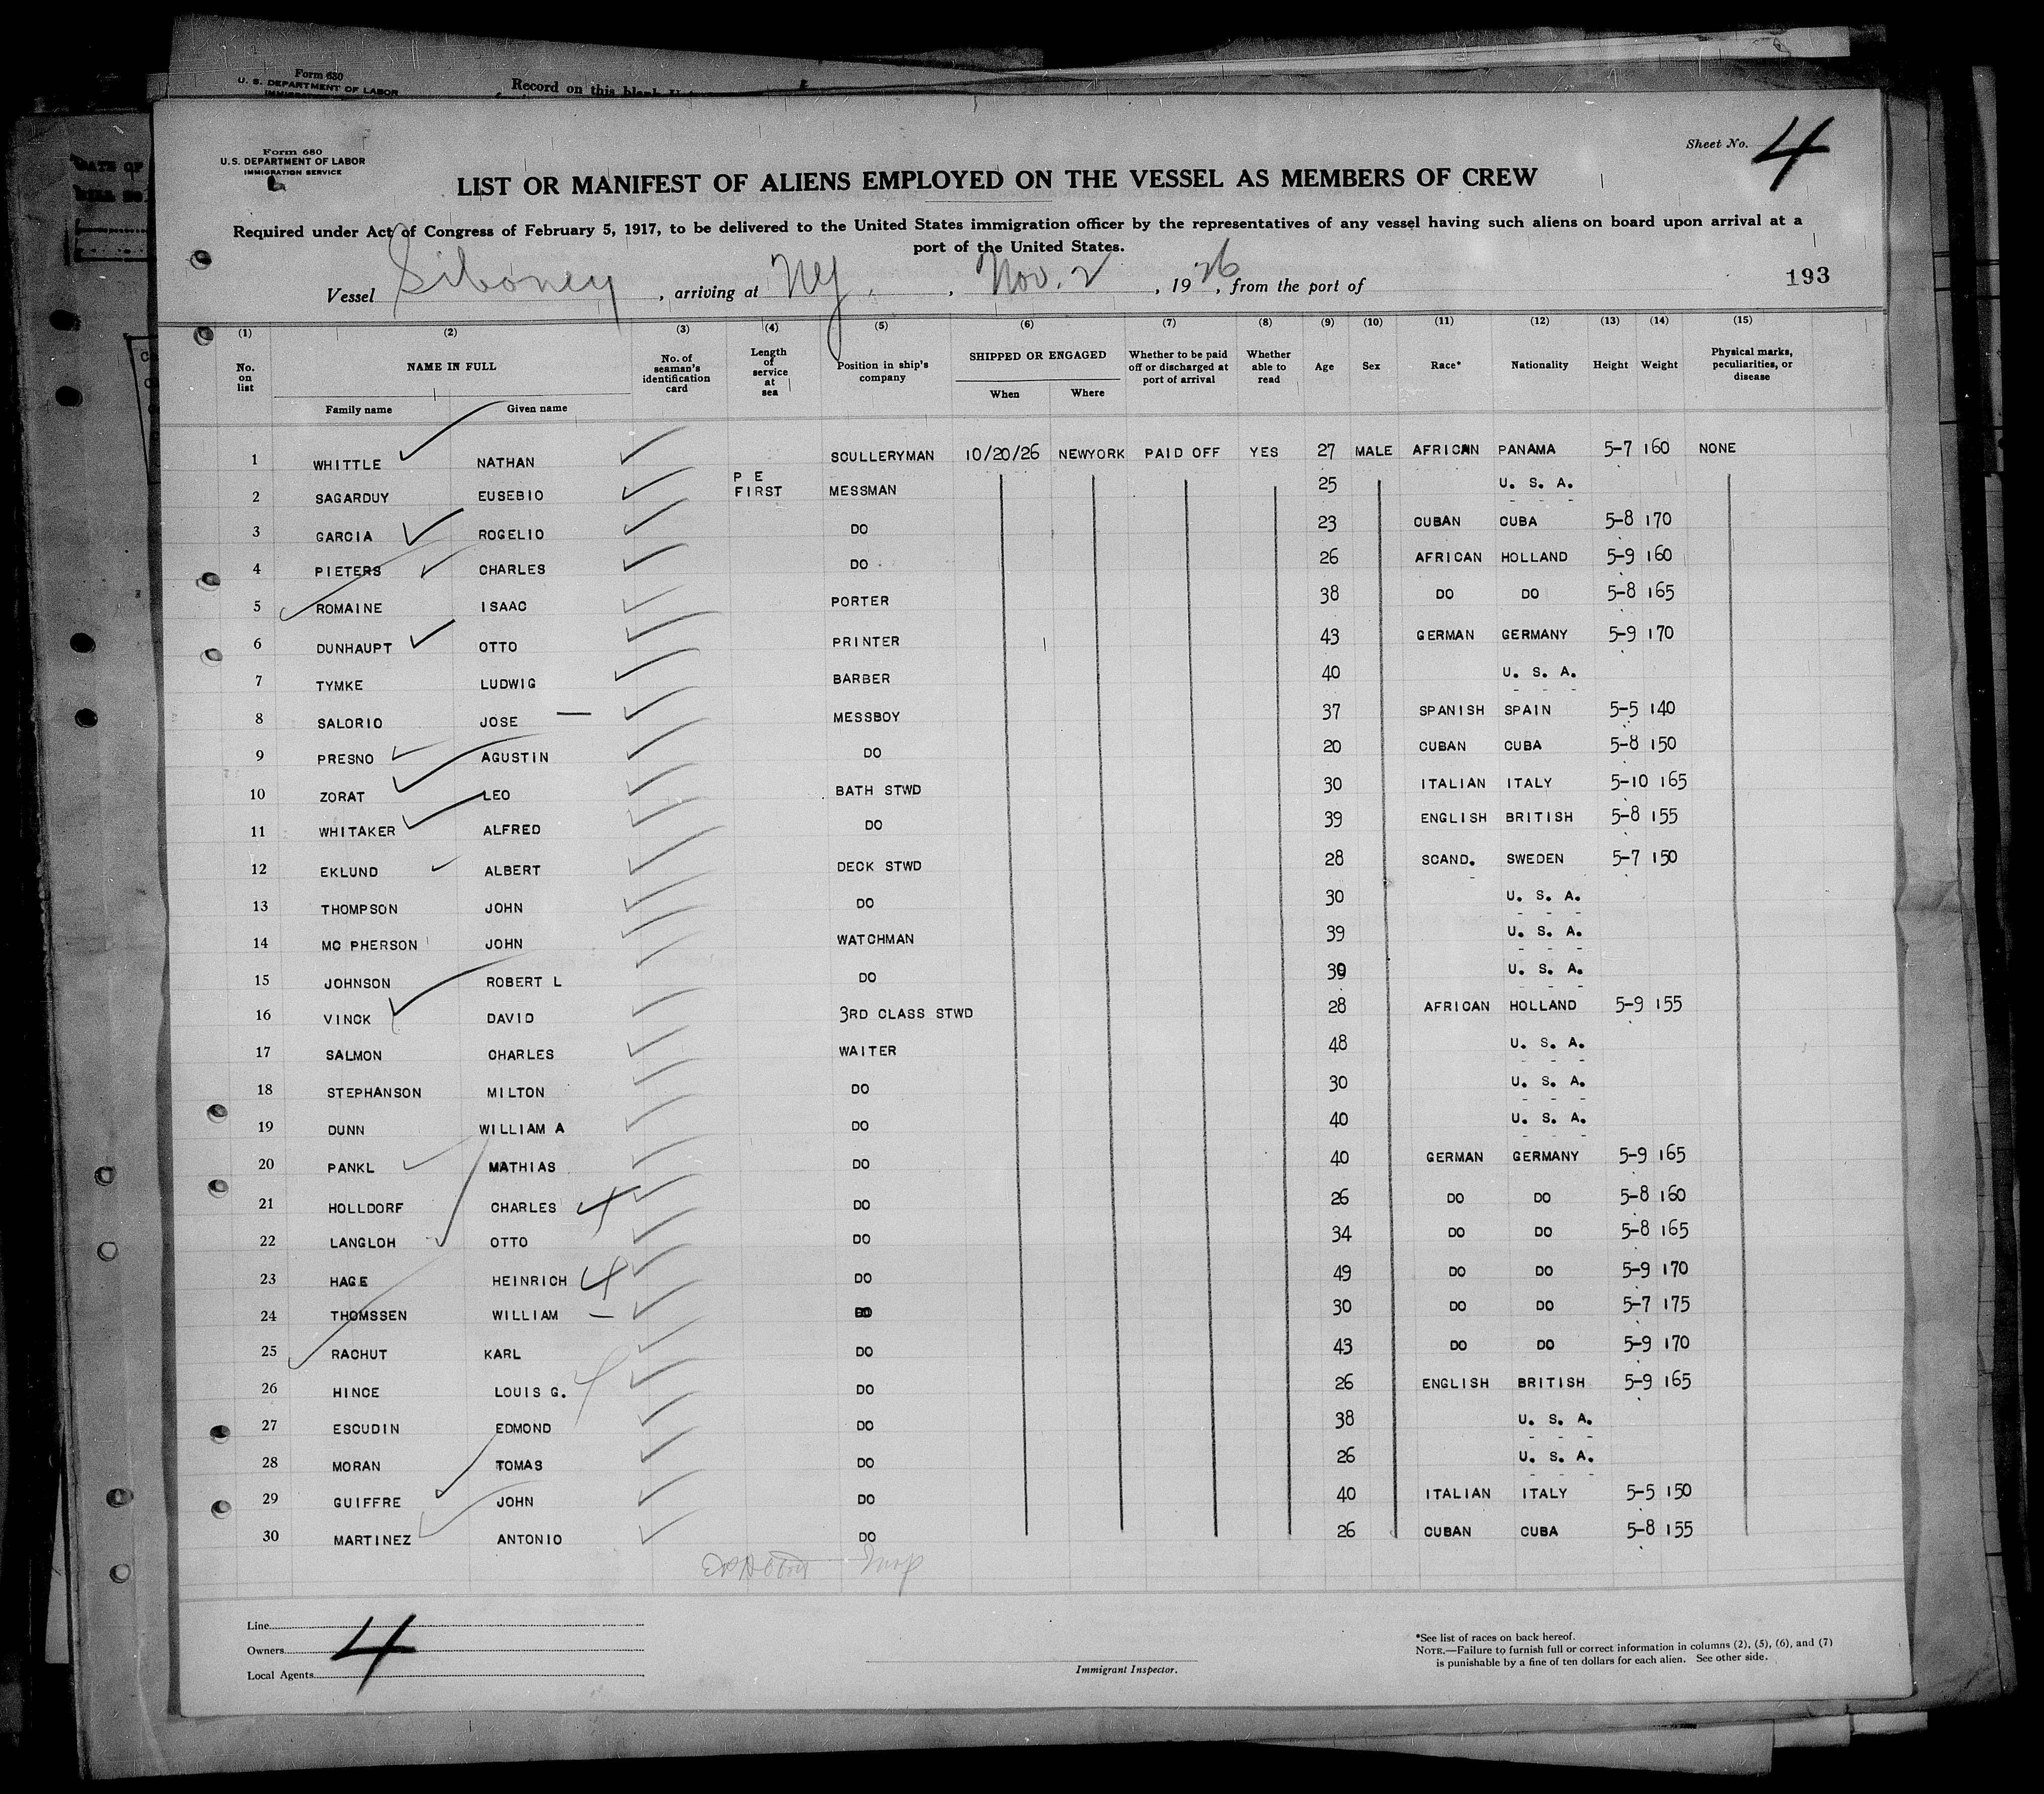 Form 630
U. S. DEPARTMENT OF LABOR
Record on this blank
Form 680
U.S. DEPARTMENT OF LABOR
IMMIGRATION SERVICE
Sheet No. 4
LIST OR MANIFEST OF ALIENS EMPLOYED ON THE VESSEL AS MEMBERS OF CREW
Required under Act of Congress of February 5, 1917, to be delivered to the United States immigration officer by the representatives of any vessel having such aliens on board upon arrival at a
port of the United States.
Vessel Siboney, arriving at NY., Nov. 2, 1926, from the port of
193
(1) (2) (3) (4) (5) (6) (7) (8) (9) (10) (11) (12) (13) (14) (15)
No. on list NAME IN FULL Family name Given name No. of seaman's identification card Length of service at sea Position in ship's company SHIPPED OR ENGAGED When Where Whether to be paid off or discharged at port of arrival Whether able to read Age Sex Race* Nationality Height Weight Physical marks, peculiarities, or disease
1 WHITTLE NATHAN SCULLERYMAN 10/20/26 NEWYORK PAID OFF YES 27 MALE AFRICAN PANAMA 5-7 160 NONE
2 SAGARDUY EUSEBIO P E FIRST MESSMAN 25 U. S. A.
3 GARCIA ROGELIO DO 23 CUBAN CUBA 5-8 170
4 PIETERS CHARLES DO 26 AFRICAN HOLLAND 5-9 160
5 ROMAINE ISAAC PORTER 38 DO DO 5-8 165
6 DUNHAUPT OTTO PRINTER 43 GERMAN GERMANY 5-9 170
7 TYMKE LUDWIG BARBER 40 U. S. A.
8 SALORIO JOSE — MESSBOY 37 SPANISH SPAIN 5-5 140
9 PRESNO AGUSTIN DO 20 CUBAN CUBA 5-8 150
10 ZORAT LEO BATH STWD 30 ITALIAN ITALY 5-10 165
11 WHITAKER ALFRED DO 39 ENGLISH BRITISH 5-8 155
12 EKLUND ALBERT DECK STWD 28 SCAND. SWEDEN 5-7 150
13 THOMPSON JOHN DO 30 U. S. A.
14 MC PHERSON JOHN WATCHMAN 39 U. S. A.
15 JOHNSON ROBERT L DO 39 U. S. A.
16 VINCK DAVID 3RD CLASS STWD 28 AFRICAN HOLLAND 5-9 155
17 SALMON CHARLES WAITER 48 U. S. A.
18 STEPHANSON MILTON DO 30 U. S. A.
19 DUNN WILLIAM A DO 40 U. S. A.
20 PANKL MATHIAS DO 40 GERMAN GERMANY 5-9 165
21 HOLLDORF CHARLES DO 26 DO DO 5-8 160
22 LANGLOH OTTO DO 34 DO DO 5-8 165
23 HAGE HEINRICH DO 49 DO DO 5-9 170
24 THOMSSEN WILLIAM — DO 30 DO DO 5-7 175
25 RACHUT KARL DO 43 DO DO 5-9 170
26 HINCE LOUIS G. DO 26 ENGLISH BRITISH 5-9 165
27 ESCUDIN EDMOND DO 38 U. S. A.
28 MORAN TOMAS DO 26 U. S. A.
29 GUIFFRE JOHN DO 40 ITALIAN ITALY 5-5 150
30 MARTINEZ ANTONIO DO 26 CUBAN CUBA 5-8 155
Line
Owners 4
Local Agents
Immigrant Inspector.
*See list of races on back hereof.
NOTE.—Failure to furnish full or correct information in columns (2), (5), (6), and (7)
is punishable by a fine of ten dollars for each alien. See other side.